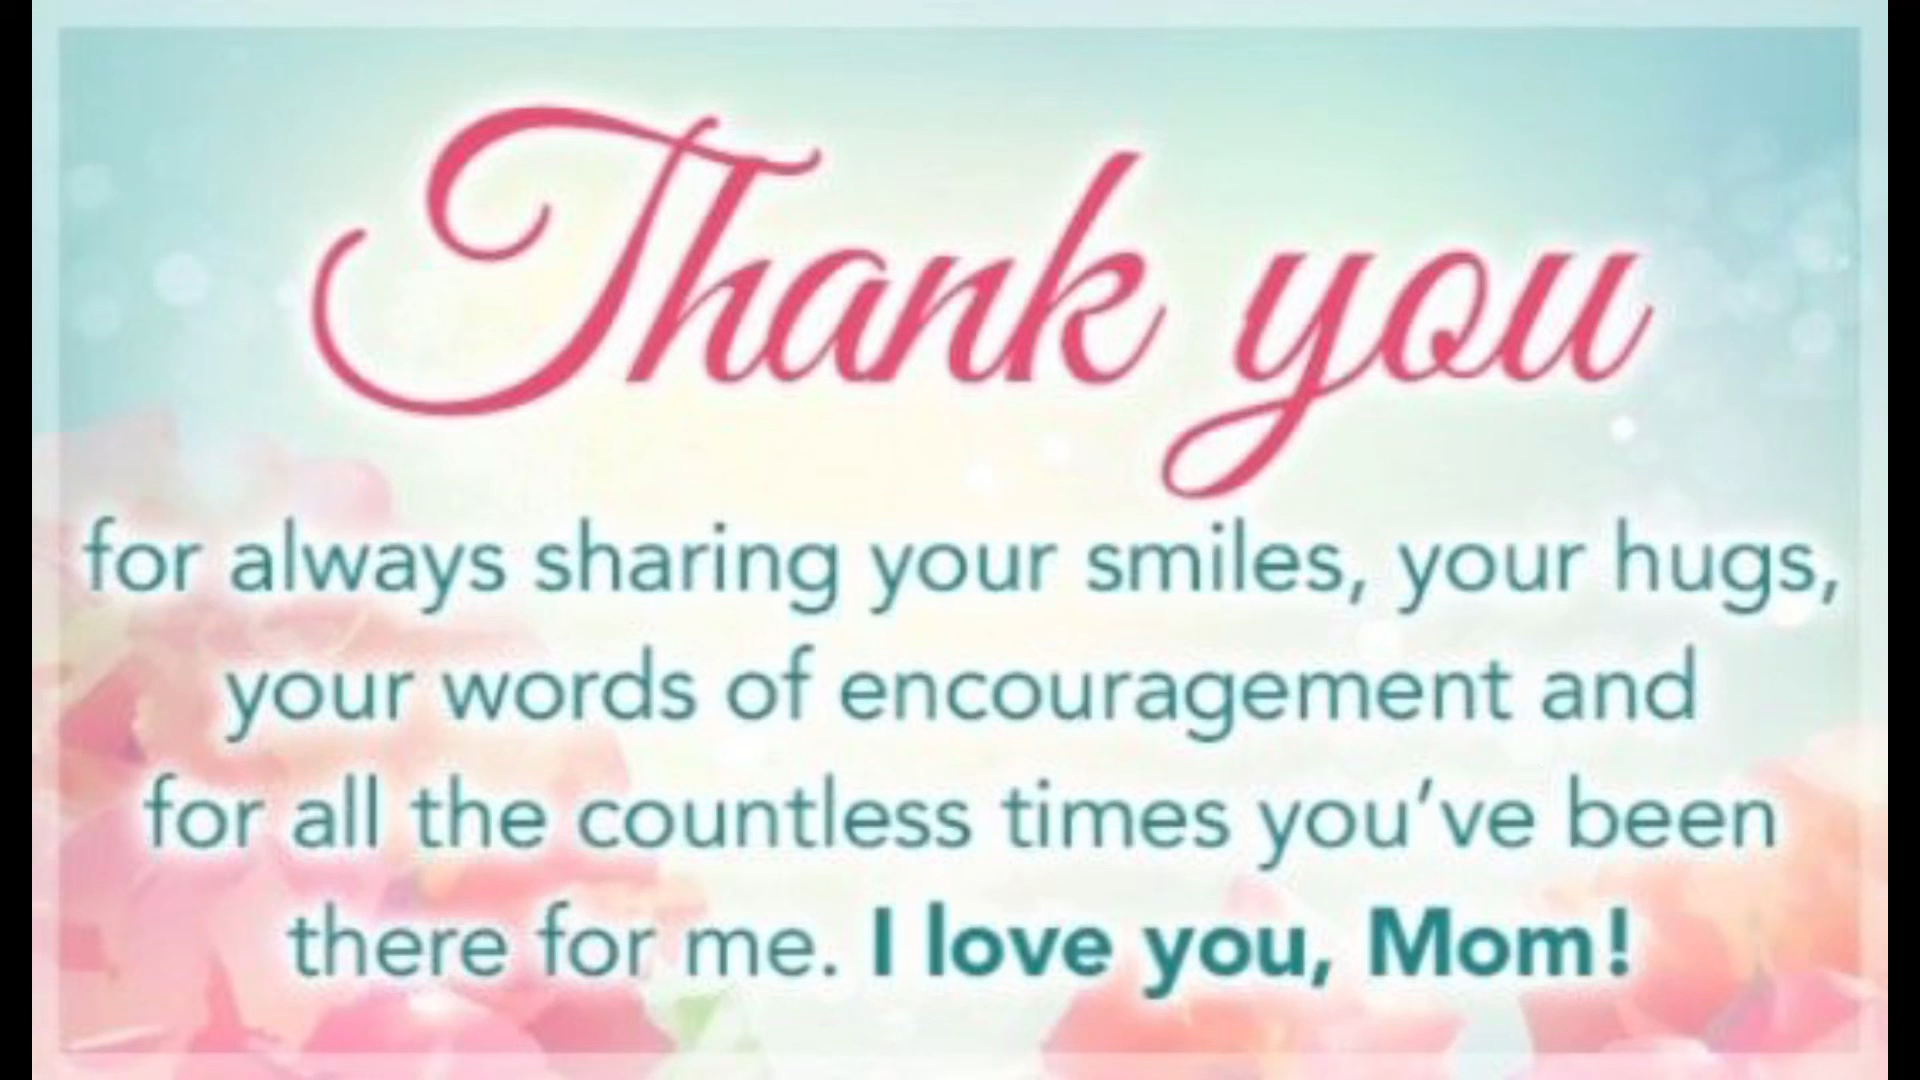 Thank you
for always sharing your smiles, your hugs,
your words of encouragement and
for all the countless times you've been
there for me. I love you, Mom!